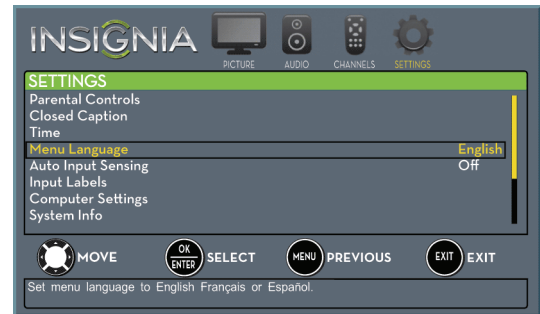 INSIGNIA
PICTURE AUDIO CHANNELS SETTINGS
SETTINGS
Parental Controls
Closed Caption
Time
Menu Language English
Auto Input Sensing Off
Input Labels
Computer Settings
System Info
MOVE OK ENTER SELECT MENU PREVIOUS EXIT EXIT
Set menu language to English Français or Español.